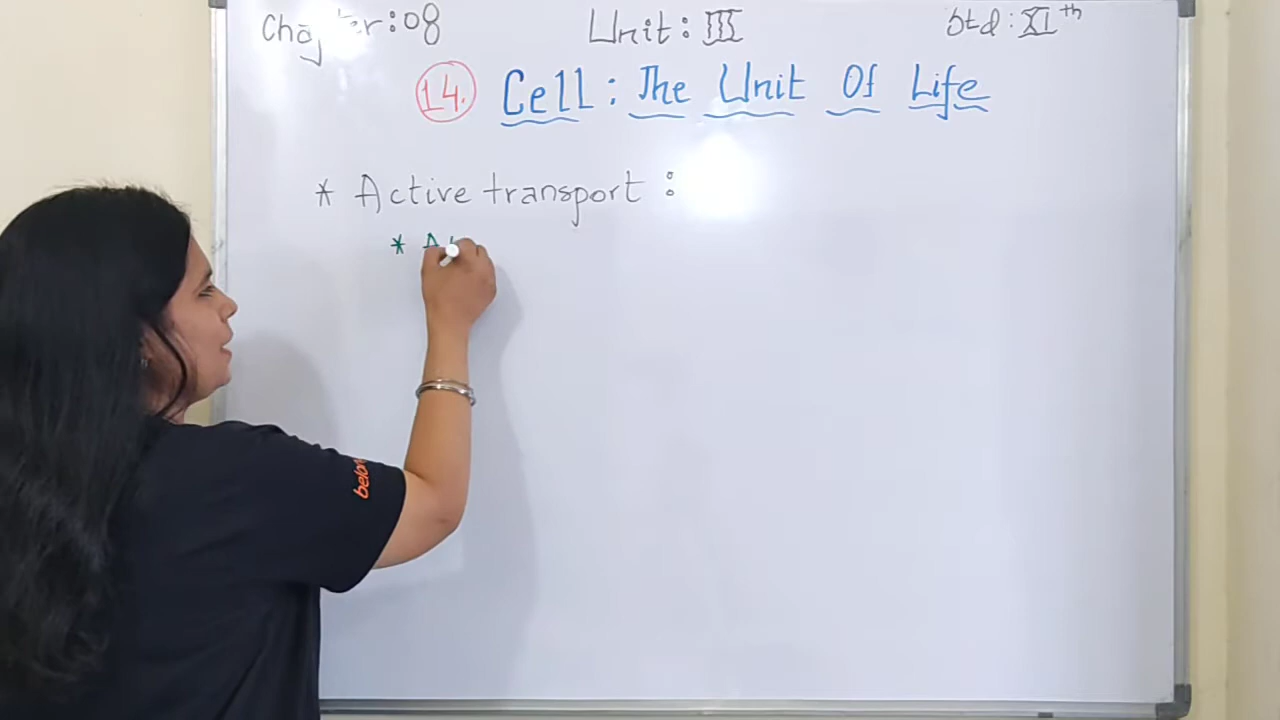 Chapter:08 Unit: III Std: XIth
14. Cell: The Unit Of Life
* Active transport:
* A